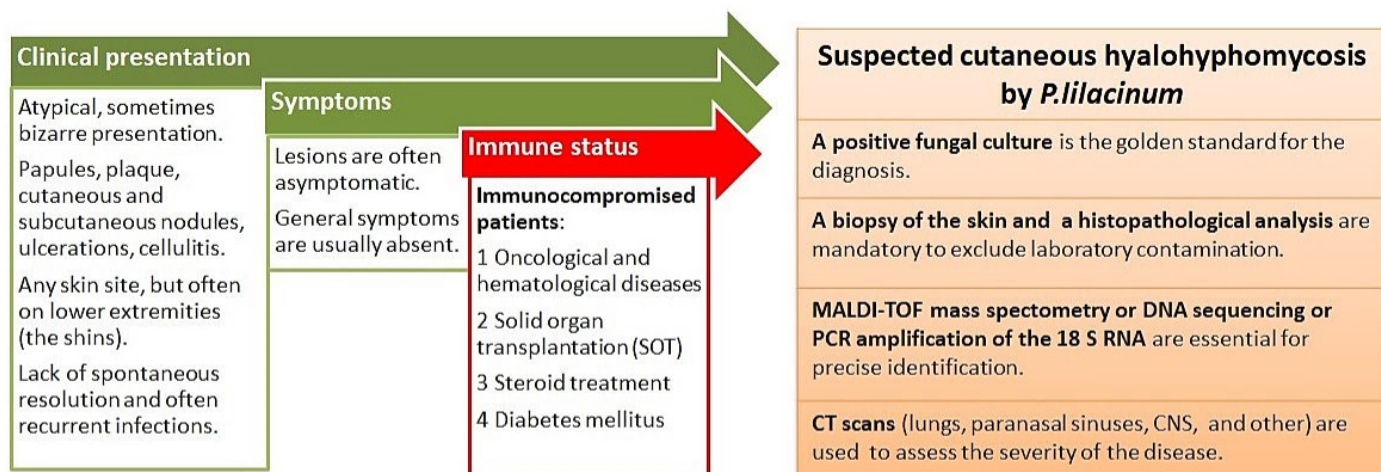 Clinical presentation
Atypical, sometimes
bizarre presentation.
Papules, plaque,
cutaneous and
subcutaneous nodules,
ulcerations, cellulitis.
Any skin site, but often
on lower extremities
(the shins).
Lack of spontaneous
resolution and often
recurrent infections.
Symptoms
Lesions are often
asymptomatic.
General symptoms
are usually absent.
Immune status
Immunocompromised
patients:
1 Oncological and
hematological diseases
2 Solid organ
transplantation (SOT)
3 Steroid treatment
4 Diabetes mellitus
Suspected cutaneous hyalohyphomycosis
by P.lilacinum
A positive fungal culture is the golden standard for the
diagnosis.
A biopsy of the skin and a histopathological analysis are
mandatory to exclude laboratory contamination.
MALDI-TOF mass spectometry or DNA sequencing or
PCR amplification of the 18 S RNA are essential for
precise identification.
CT scans (lungs, paranasal sinuses, CNS, and other) are
used to assess the severity of the disease.